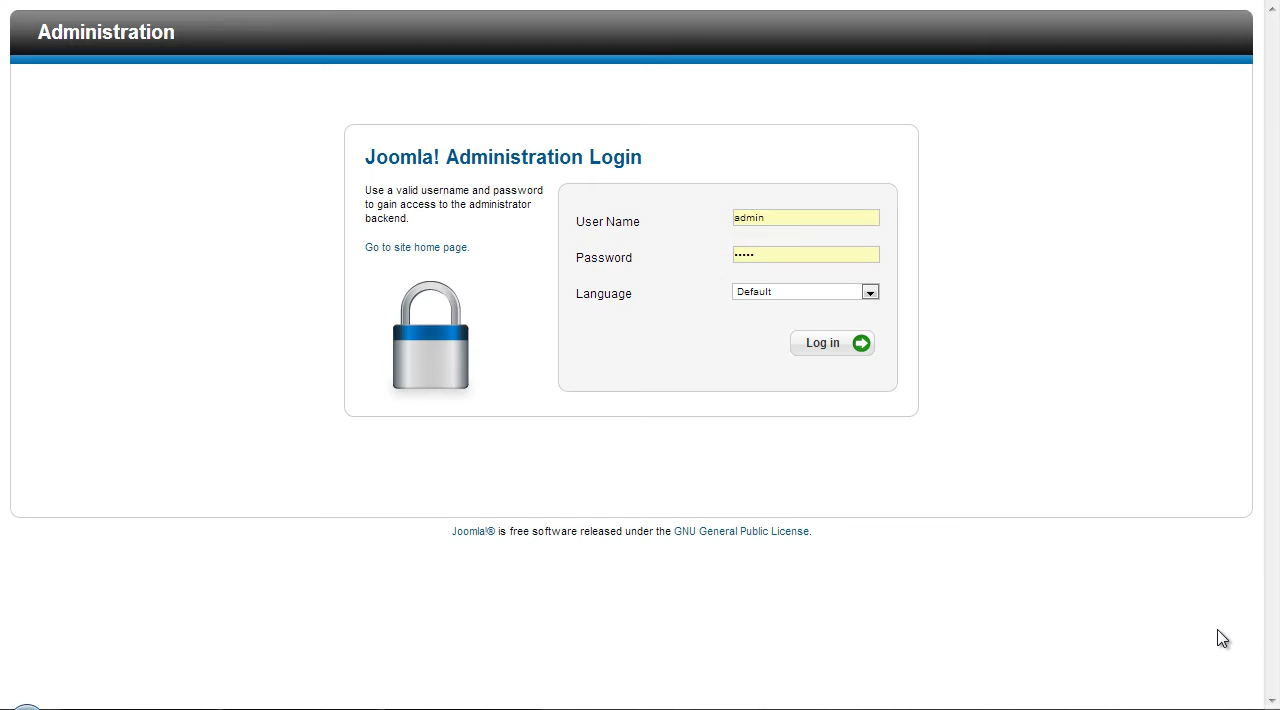 Administration
Joomla! Administration Login
Use a valid username and password
to gain access to the administrator
backend.
Go to site home page.
User Name
admin
Password
•••••
Language
Default
Log in
Joomla!® is free software released under the GNU General Public License.